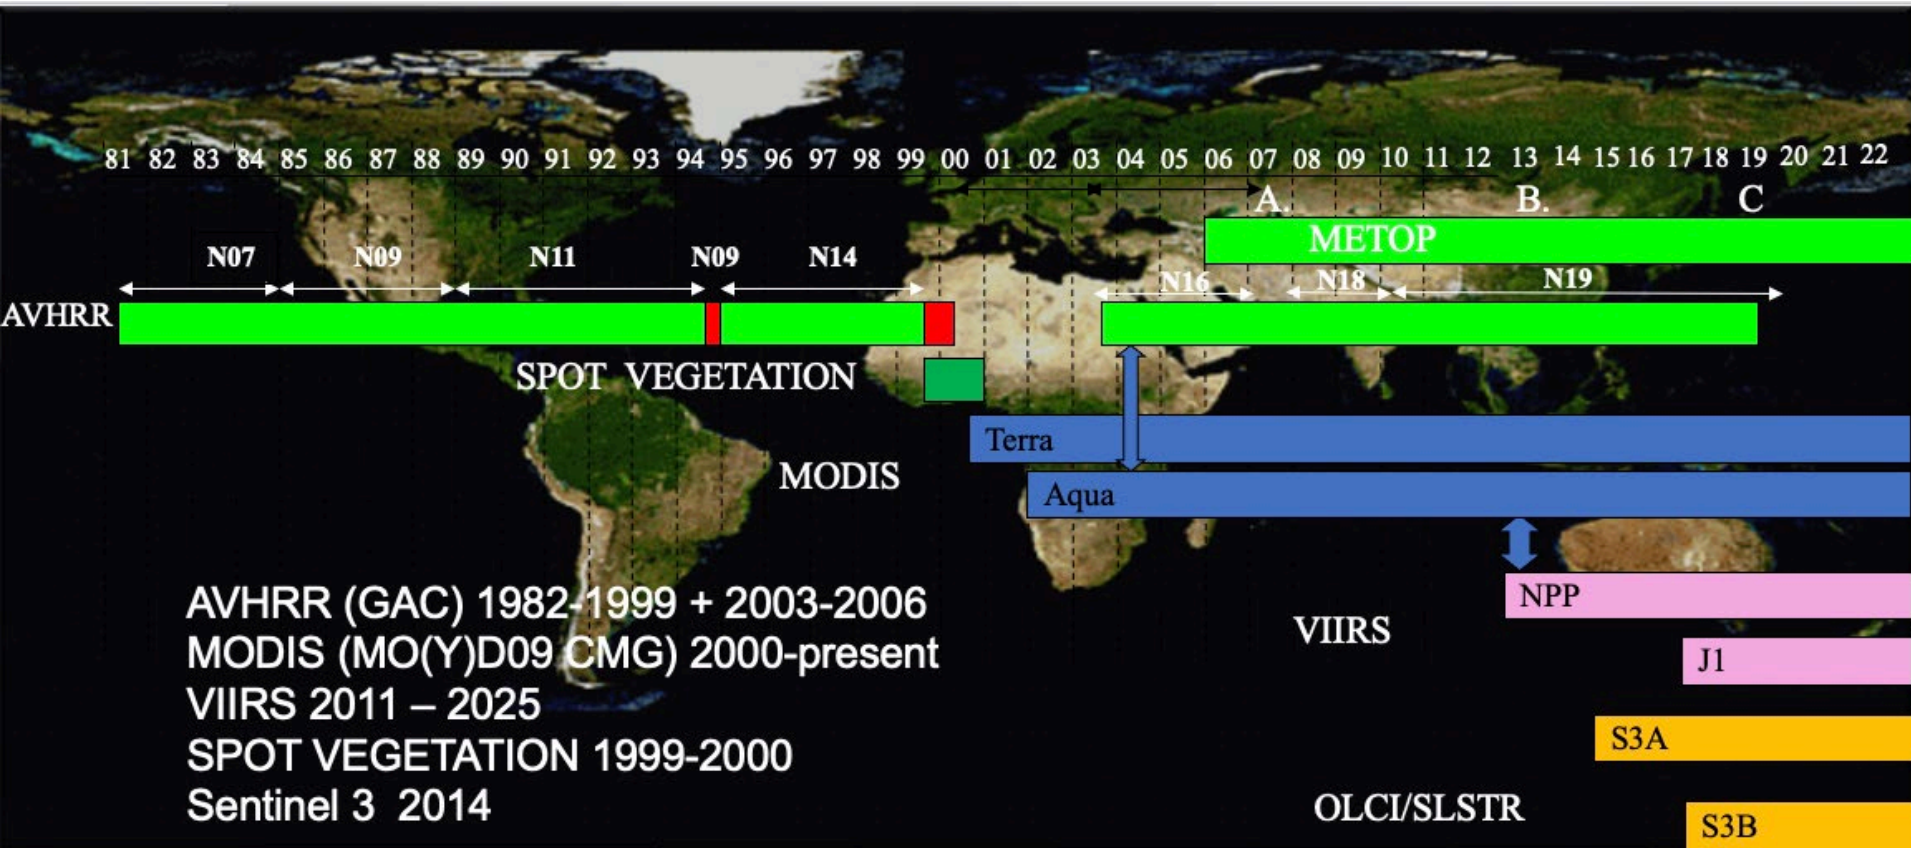 81 82 83 84 85 86 87 88 89 90 91 92 93 94 95 96 97 98 99 00 01 02 03 04 05 06 07 08 09 10 11 12 13 14 15 16 17 18 19 20 21 22
A. B. C
METOP
N07 N09 N11 N09 N14
N16 N18 N19
AVHRR
SPOT VEGETATION
Terra
MODIS
Aqua
NPP
VIIRS
J1
S3A
OLCI/SLSTR
S3B
AVHRR (GAC) 1982-1999 + 2003-2006
MODIS (MO(Y)D09 CMG) 2000-present
VIIRS 2011 – 2025
SPOT VEGETATION 1999-2000
Sentinel 3 2014